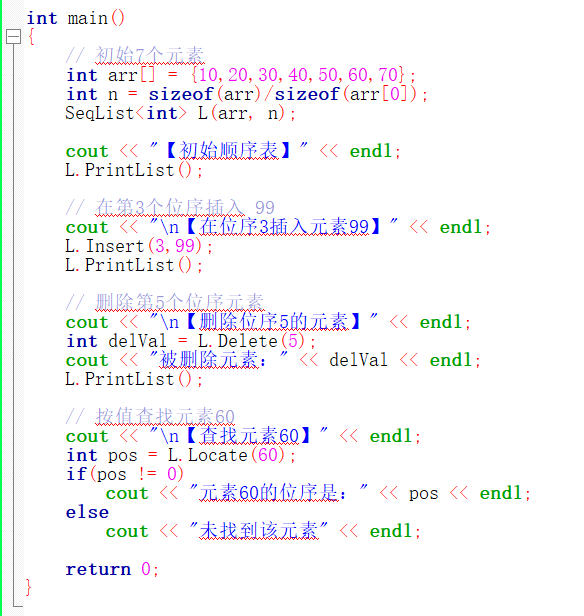 int main()
{
// 初始7个元素
int arr[] = {10,20,30,40,50,60,70};
int n = sizeof(arr)/sizeof(arr[0]);
SeqList<int> L(arr, n);
cout << "【初始顺序表】" << endl;
L.PrintList();
// 在第3个位序插入 99
cout << "\n【在位序3插入元素99】" << endl;
L.Insert(3,99);
L.PrintList();
// 删除第5个位序元素
cout << "\n【删除位序5的元素】" << endl;
int delVal = L.Delete(5);
cout << "被删除元素：" << delVal << endl;
L.PrintList();
// 按值查找元素60
cout << "\n【查找元素60】" << endl;
int pos = L.Locate(60);
if(pos != 0)
cout << "元素60的位序是：" << pos << endl;
else
cout << "未找到该元素" << endl;
return 0;
}